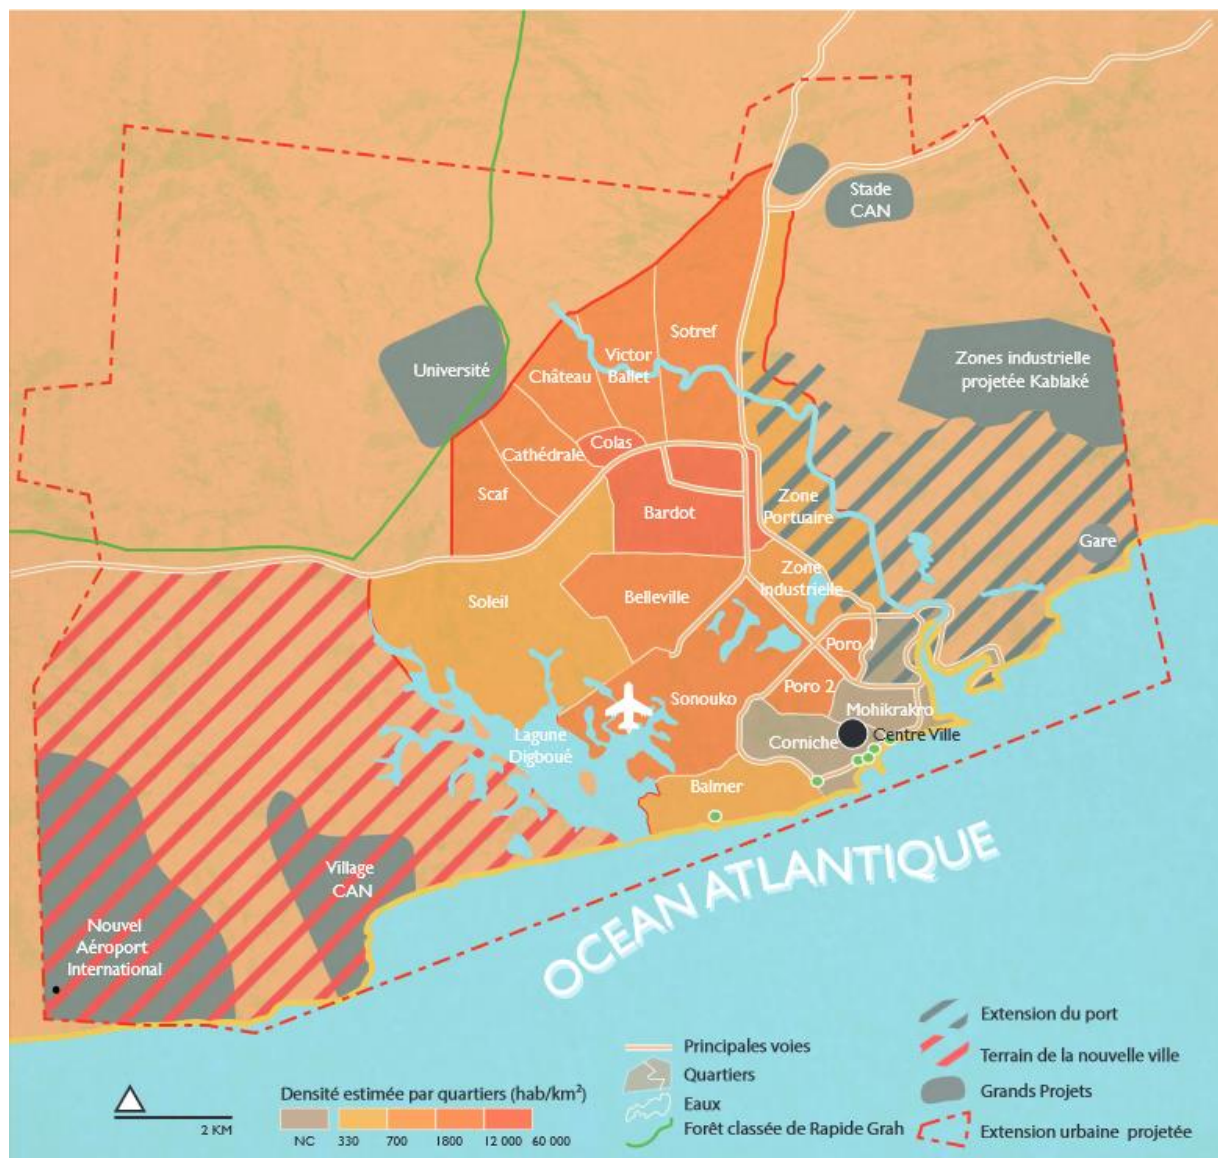 Stade
CAN
Sotref
Victor
Ballet
Château
Université
Zones industrielle
projetée Kablaké
Colas
Cathédrale
Scaf
Bardot
Zone
Portuaire
Gare
Zone
Industrielle
Soleil
Belleville
Poro 1
Poro 2
Sonouko
Mohikrakro
Centre Ville
Corniche
Lagune
Digboué
Balmer
OCEAN ATLANTIQUE
Village
CAN
Nouvel
Aéroport
International
2 KM
Densité estimée par quartiers (hab/km²)
NC 330 700 1800 12 000 60 000
Principales voies
Quartiers
Eaux
Forêt classée de Rapide Grah
Extension du port
Terrain de la nouvelle ville
Grands Projets
Extension urbaine projetée